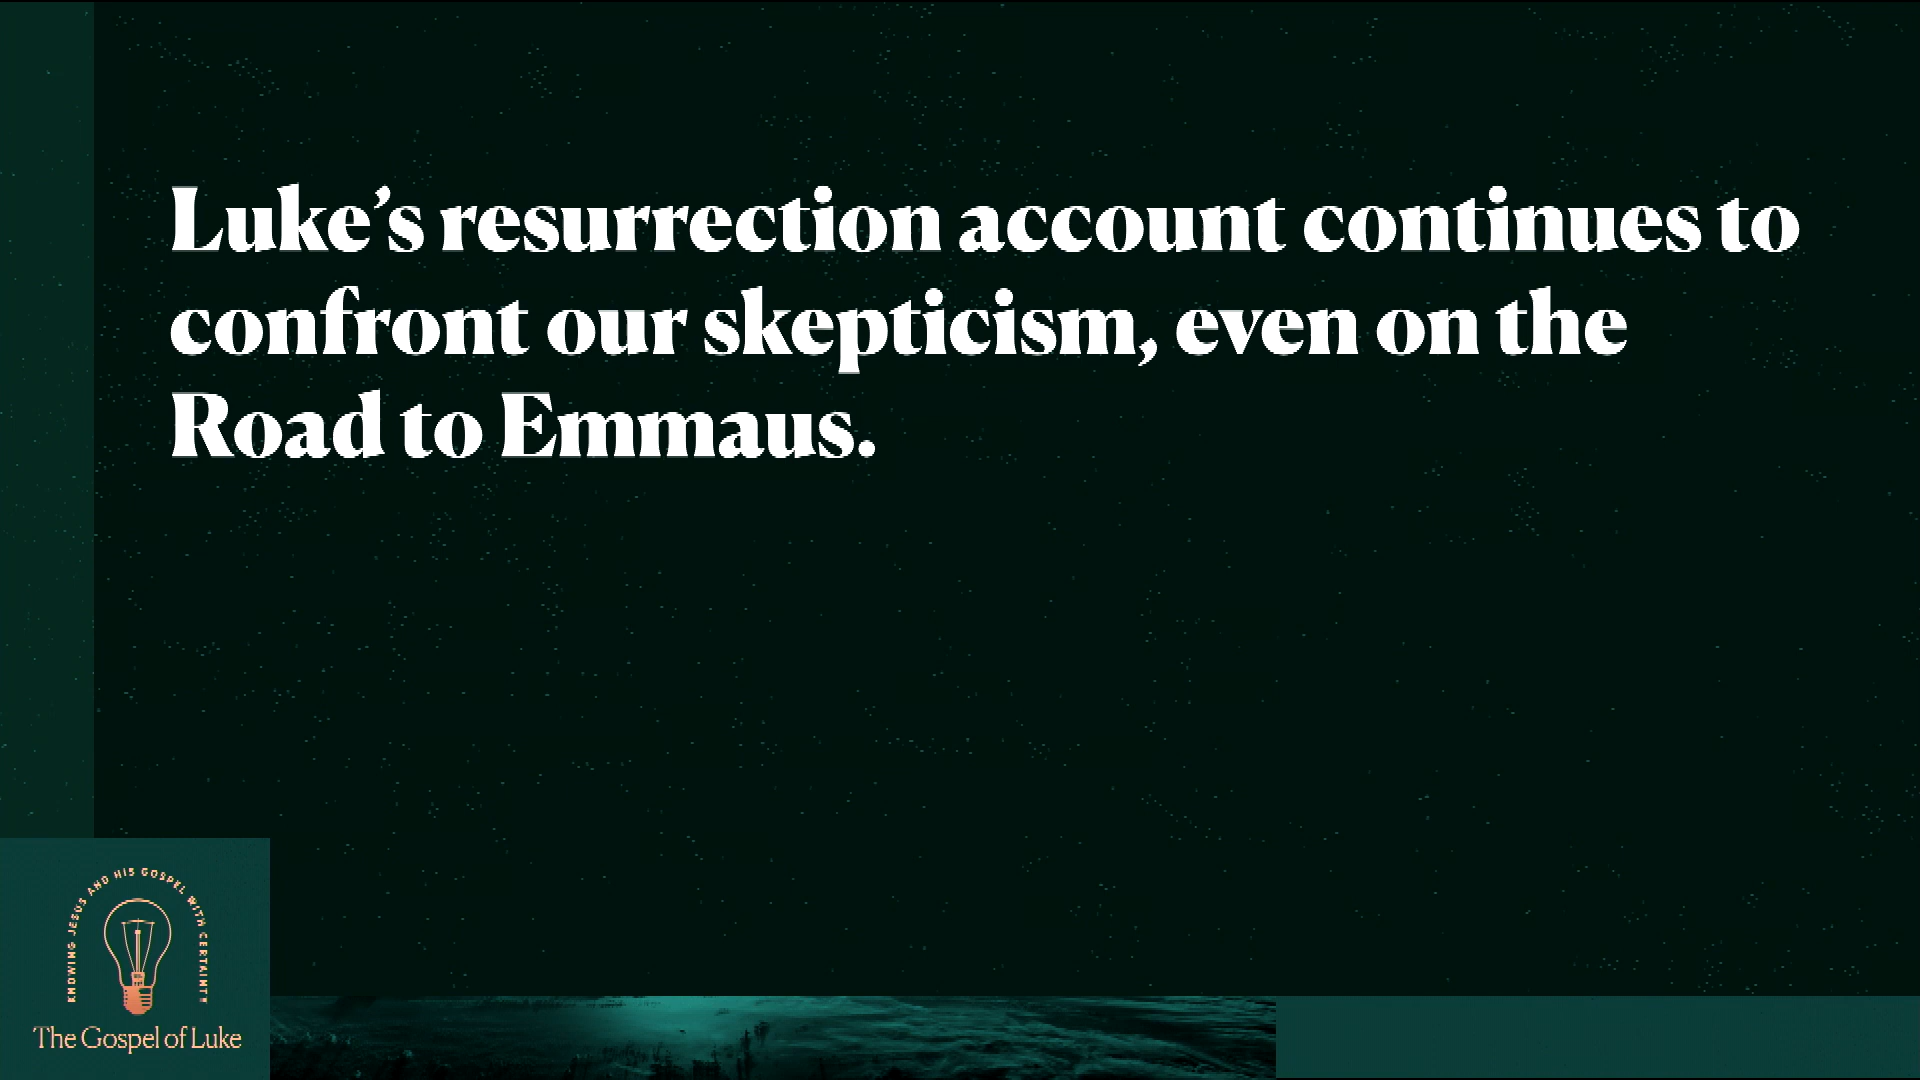 Luke’s resurrection account continues to
confront our skepticism, even on the
Road to Emmaus.
KNOWING JESUS AND HIS GOSPEL WITH CERTAINTY
The Gospel of Luke